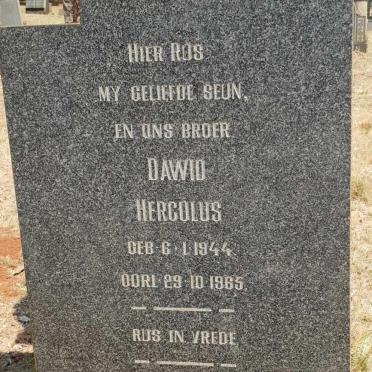 HIER RUS
MY GELIEFDE SEUN,
EN ONS BROER
DAWID
HERCOLUS
GEB 6·1·1944
OORL 29·10·1985
RUS IN VREDE